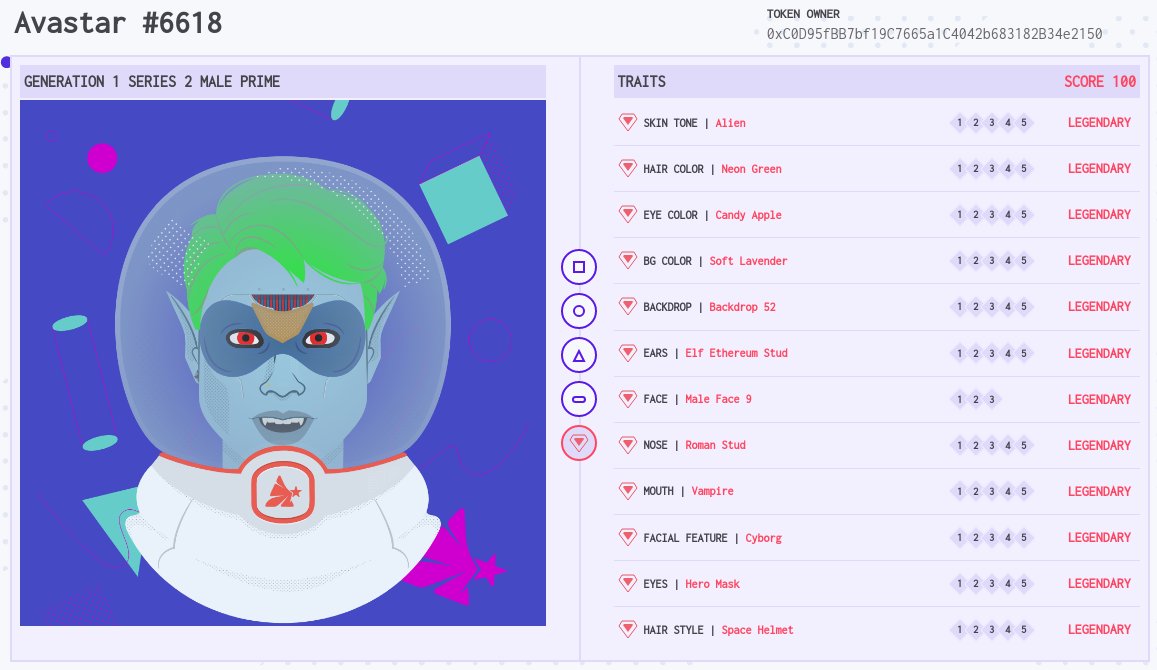 Avastar #6618
TOKEN OWNER
0xC0D95fBB7bf19C7665a1C4042b683182B34e2150
GENERATION 1 SERIES 2 MALE PRIME
TRAITS SCORE 100
SKIN TONE | Alien 1 2 3 4 5 LEGENDARY
HAIR COLOR | Neon Green 1 2 3 4 5 LEGENDARY
EYE COLOR | Candy Apple 1 2 3 4 5 LEGENDARY
BG COLOR | Soft Lavender 1 2 3 4 5 LEGENDARY
BACKDROP | Backdrop 52 1 2 3 4 5 LEGENDARY
EARS | Elf Ethereum Stud 1 2 3 4 5 LEGENDARY
FACE | Male Face 9 1 2 3 LEGENDARY
NOSE | Roman Stud 1 2 3 4 5 LEGENDARY
MOUTH | Vampire 1 2 3 4 5 LEGENDARY
FACIAL FEATURE | Cyborg 1 2 3 4 5 LEGENDARY
EYES | Hero Mask 1 2 3 4 5 LEGENDARY
HAIR STYLE | Space Helmet 1 2 3 4 5 LEGENDARY